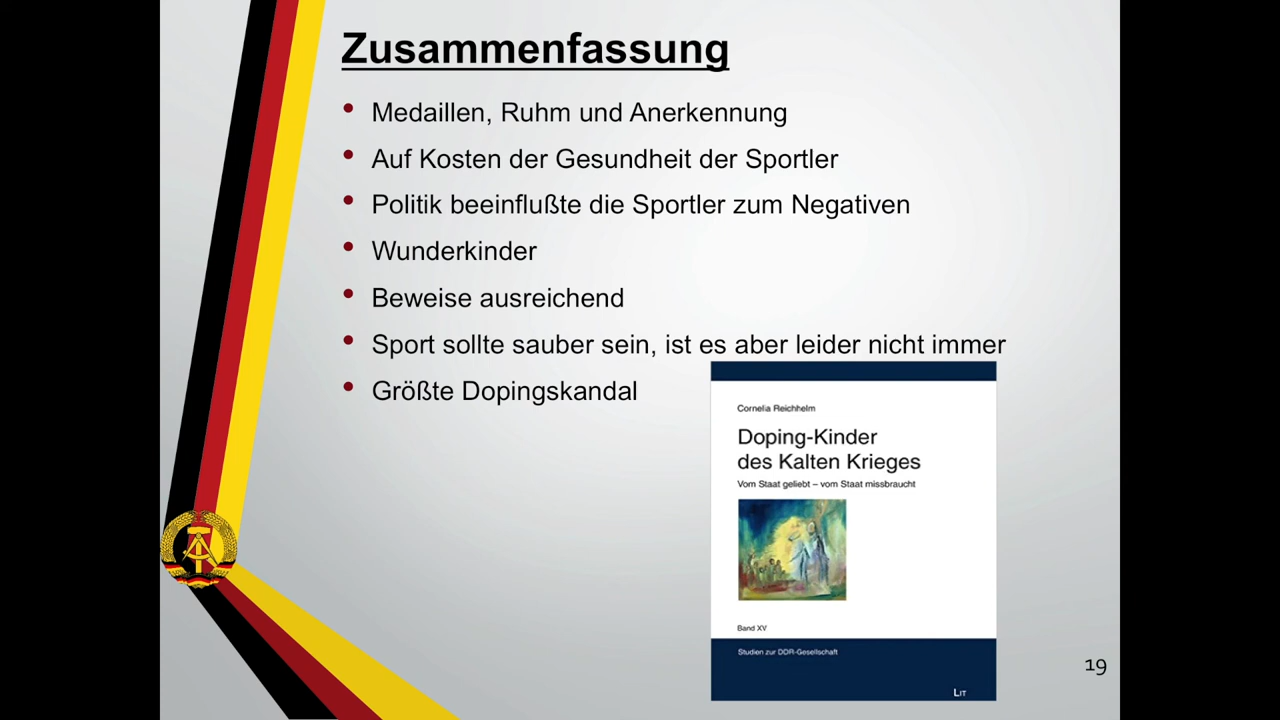 Zusammenfassung
• Medaillen, Ruhm und Anerkennung
• Auf Kosten der Gesundheit der Sportler
• Politik beeinflußte die Sportler zum Negativen
• Wunderkinder
• Beweise ausreichend
• Sport sollte sauber sein, ist es aber leider nicht immer
• Größte Dopingskandal
Cornelia Reichhelm
Doping-Kinder
des Kalten Krieges
Vom Staat geliebt – vom Staat missbraucht
Band XV
Studien zur DDR-Gesellschaft
LIT
19